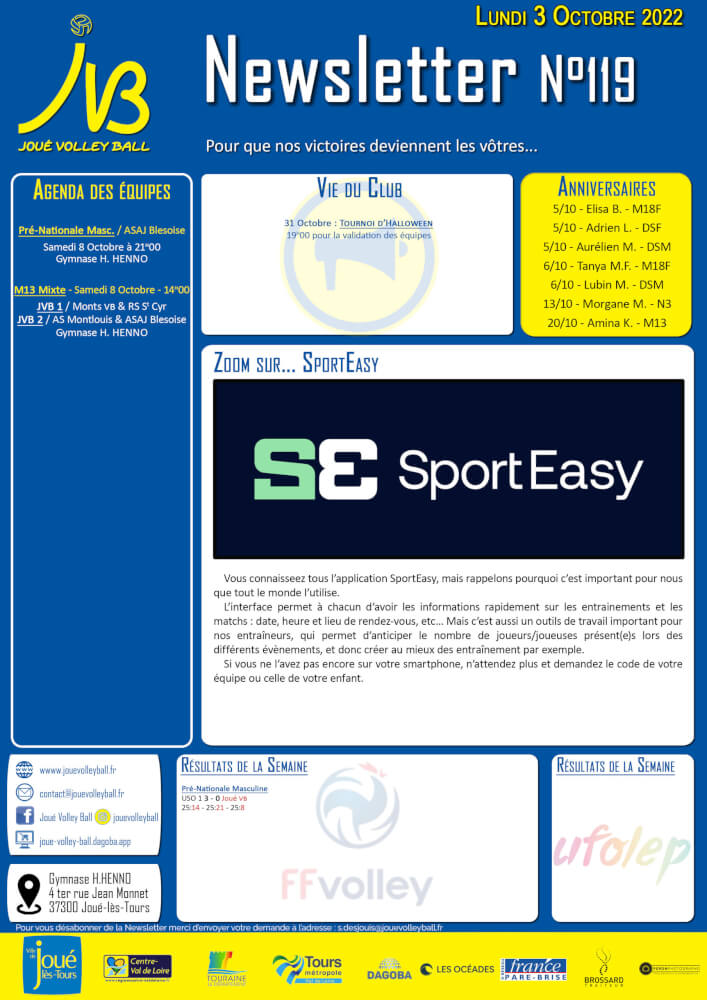 Lundi 3 Octobre 2022
JVB
JOUÉ VOLLEY BALL
Newsletter N°119
Pour que nos victoires deviennent les vôtres...
Agenda des équipes
Pré-Nationale Masc. / ASAJ Blesoise
Samedi 8 Octobre à 21H00
Gymnase H. HENNO
M13 Mixte - Samedi 8 Octobre - 14H00
JVB 1 / Monts VB & RS St Cyr
JVB 2 / AS Montlouis & ASAJ Blesoise
Gymnase H. HENNO
Vie du Club
31 Octobre : Tournoi d'Halloween
19H00 pour la validation des équipes
Anniversaires
5/10 - Elisa B. - M18F
5/10 - Adrien L. - DSF
5/10 - Aurélien M. - DSM
6/10 - Tanya M.F. - M18F
6/10 - Lubin M. - DSM
13/10 - Morgane M. - N3
20/10 - Amina K. - M13
Zoom sur... SportEasy
SE SportEasy
Vous connaisseez tous l'application SportEasy, mais rappelons pourquoi c'est important pour nous
que tout le monde l'utilise.
L'interface permet à chacun d'avoir les informations rapidement sur les entrainements et les
matchs : date, heure et lieu de rendez-vous, etc... Mais c'est aussi un outils de travail important pour
nos entraîneurs, qui permet d'anticiper le nombre de joueurs/joueuses présent(e)s lors des
différents évènements, et donc créer au mieux des entraînement par exemple.
Si vous ne l'avez pas encore sur votre smartphone, n'attendez plus et demandez le code de votre
équipe ou celle de votre enfant.
www.jouevolleyball.fr
contact@jouevolleyball.fr
Joué Volley Ball jouevolleyball
joue-volley-ball.dagoba.app
Gymnase H.HENNO
4 ter rue Jean Monnet
37300 Joué-lès-Tours
Résultats de la Semaine
Pré-Nationale Masculine
USO 1 3 - 0 Joué VB
25:14 - 25:21 - 25:8
FFvolley
Résultats de la Semaine
ufolep
Pour vous désabonner de la Newsletter merci d'envoyer votre demande à l'adresse : s.desjouis@jouevolleyball.fr
Ville de
joué
lès-Tours
Centre-
Val de Loire
TOURAINE
Tours
métropole
DAGOBA
LES OCÉADES
france
PARE-BRISE
BROSSARD
TRAITEUR